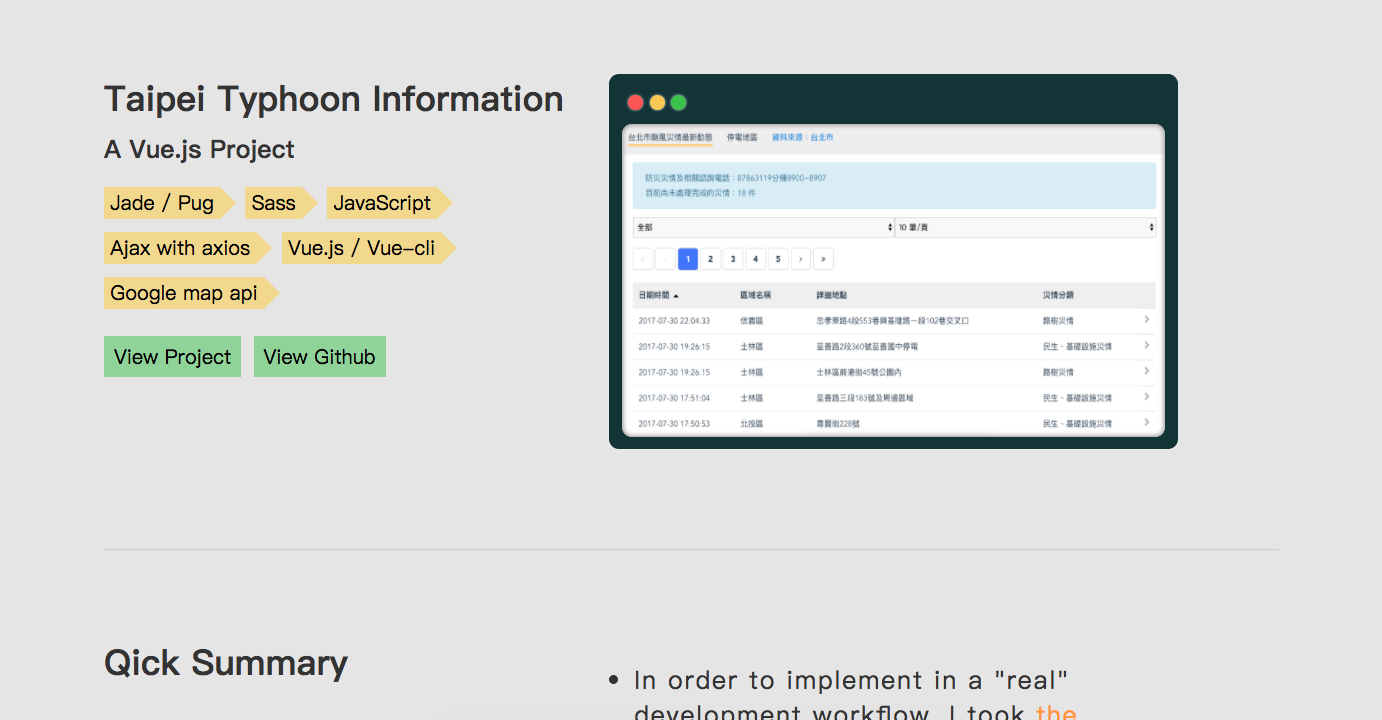 Taipei Typhoon Information
A Vue.js Project
Jade / Pug Sass JavaScript
Ajax with axios Vue.js / Vue-cli
Google map api
View Project View Github
台北市颱風災情最新動態 停電地區 資料來源：台北市
防災災情及相關諮詢電話：87863119分機8900~8907
目前尚未處理完成的災情：18 件
全部 10 筆/頁
« ‹ 1 2 3 4 5 › »
日期時間 區域名稱 詳細地點 災情分類
2017-07-30 22:04:33 信義區 忠孝東路4段553巷與基隆路一段102巷交叉口 路樹災情
2017-07-30 19:26:15 士林區 至善路2段360號至善國中停電 民生、基礎設施災情
2017-07-30 19:26:15 士林區 士林區前港街45號公園內 路樹災情
2017-07-30 17:51:04 士林區 至善路三段183號及周邊區域 民生、基礎設施災情
2017-07-30 17:50:53 北投區 尊賢街228號 民生、基礎設施災情
Qick Summary
• In order to implement in a "real"
development workflow, I took the